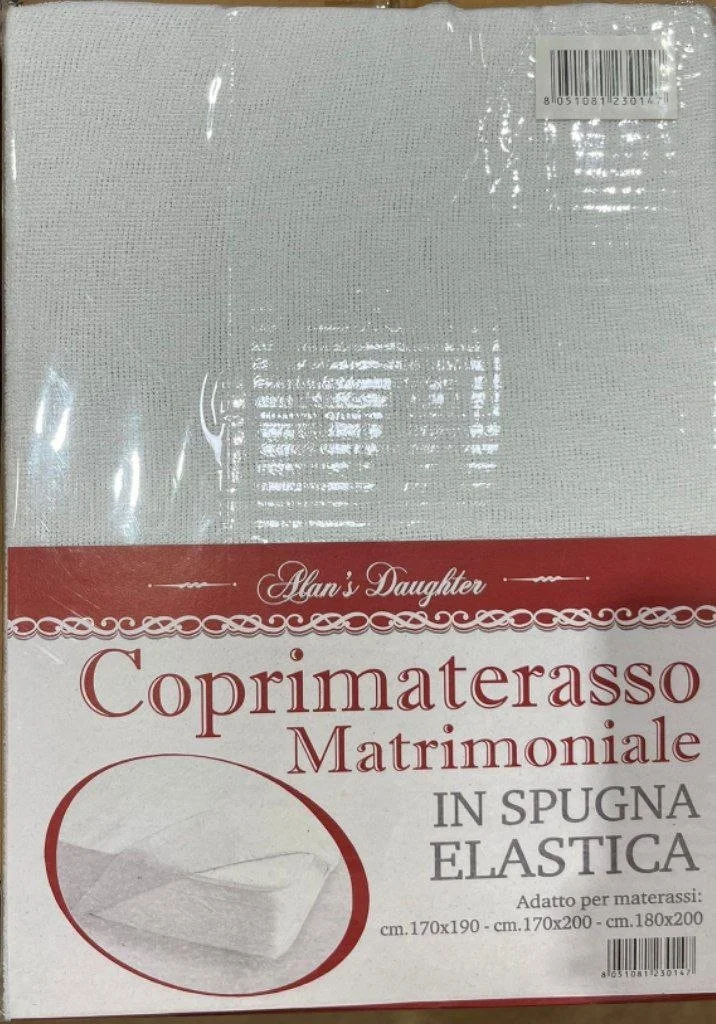 8 051081 230147
Alan's Daughter
Coprimaterasso
Matrimoniale
IN SPUGNA
ELASTICA
Adatto per materassi:
cm.170x190 - cm.170x200 - cm.180x200
8 051081 230147